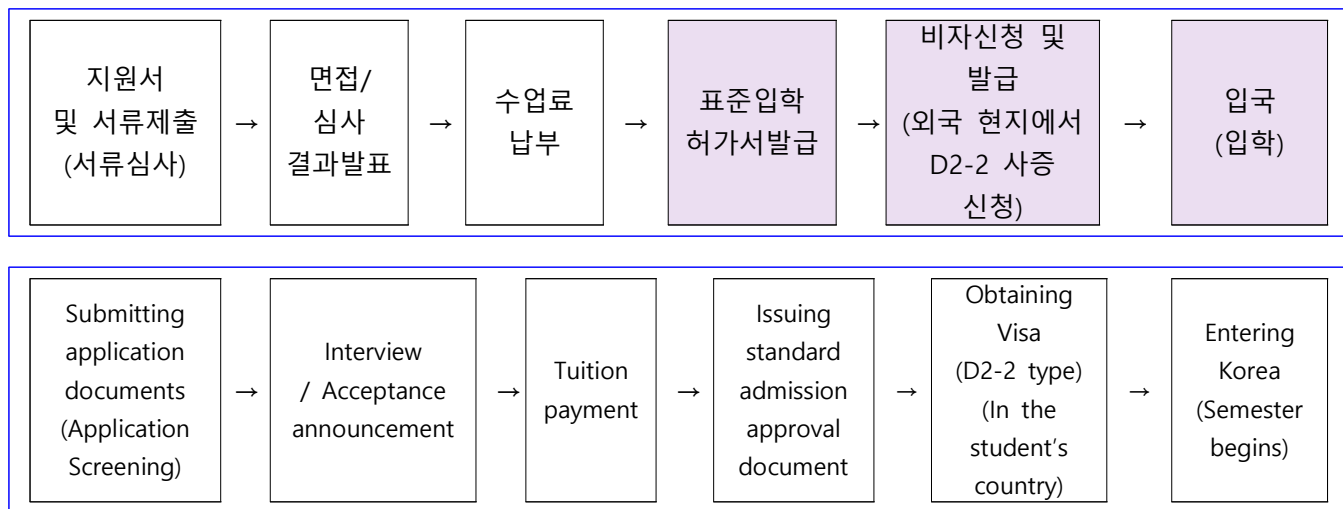 지원서
및 서류제출
(서류심사)
→
면접/
심사
결과발표
→
수업료
납부
→
표준입학
허가서발급
→
비자신청 및
발급
(외국 현지에서
D2-2 사증
신청)
→
입국
(입학)
Submitting
application
documents
(Application
Screening)
→
Interview
/ Acceptance
announcement
→
Tuition
payment
→
Issuing
standard
admission
approval
document
→
Obtaining
Visa
(D2-2 type)
(In the
student's
country)
→
Entering
Korea
(Semester
begins)